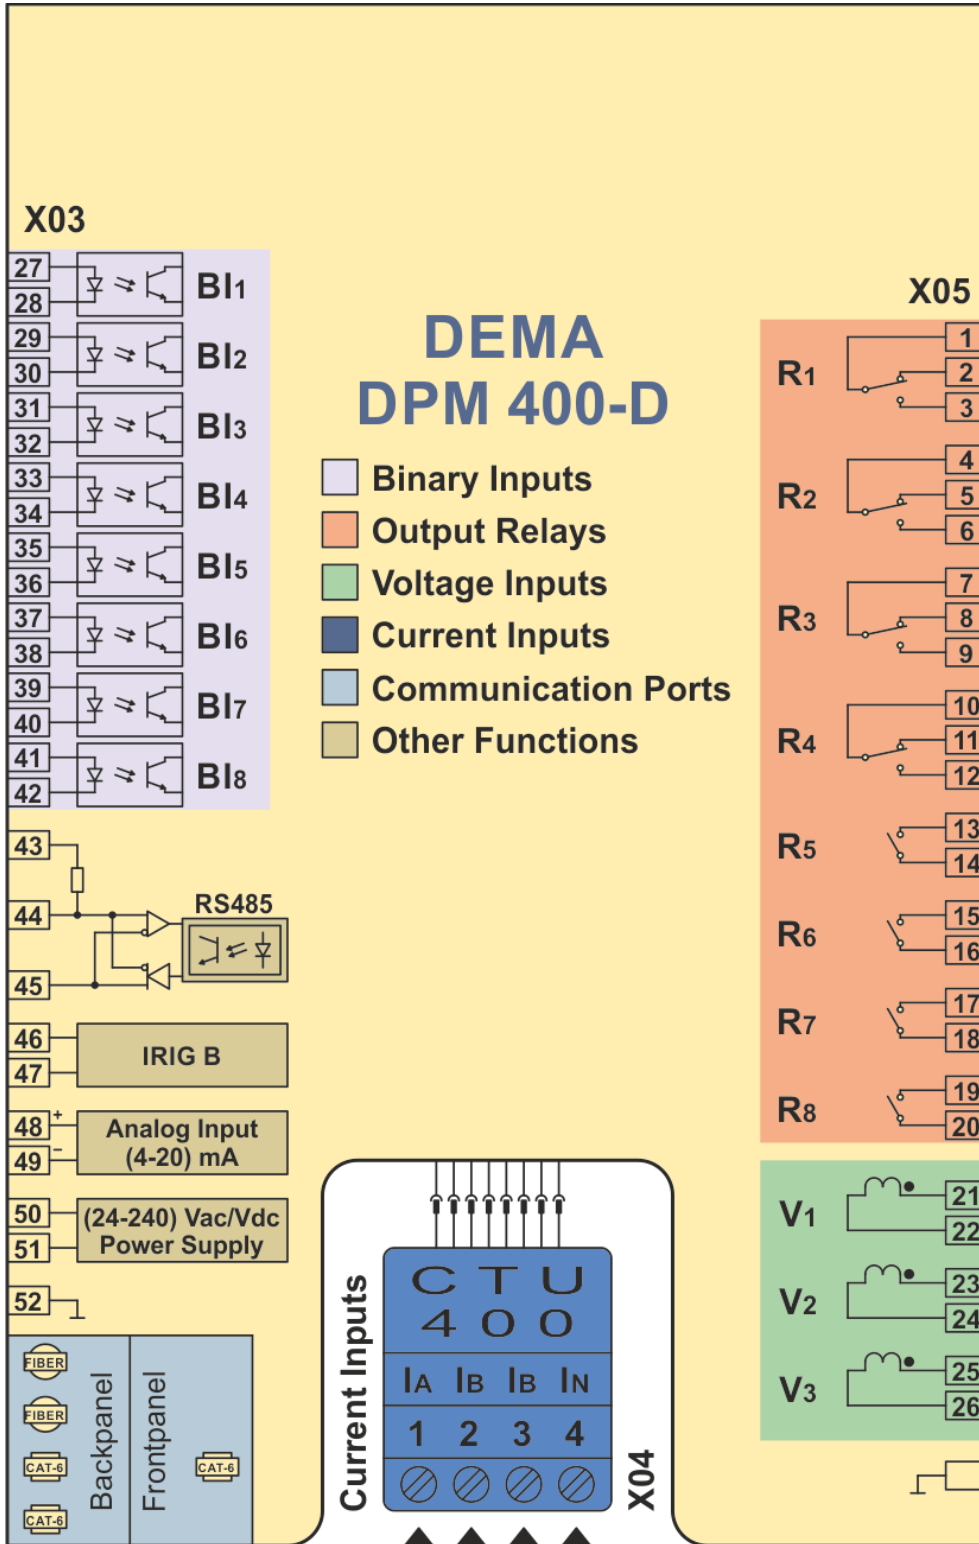 X03
27
28
BI1
29
30
BI2
31
32
BI3
33
34
BI4
35
36
BI5
37
38
BI6
39
40
BI7
41
42
BI8
43
44
45
RS485
46
47
IRIG B
48 +
49 −
Analog Input
(4-20) mA
50
51
(24-240) Vac/Vdc
Power Supply
52
FIBER
FIBER
CAT-6
CAT-6
Backpanel
Frontpanel
CAT-6
DEMA
DPM 400-D
Binary Inputs
Output Relays
Voltage Inputs
Current Inputs
Communication Ports
Other Functions
Current Inputs
CTU
400
IA IB IB IN
1 2 3 4
X04
X05
R1
1
2
3
R2
4
5
6
R3
7
8
9
R4
10
11
12
R5
13
14
R6
15
16
R7
17
18
R8
19
20
V1
21
22
V2
23
24
V3
25
26